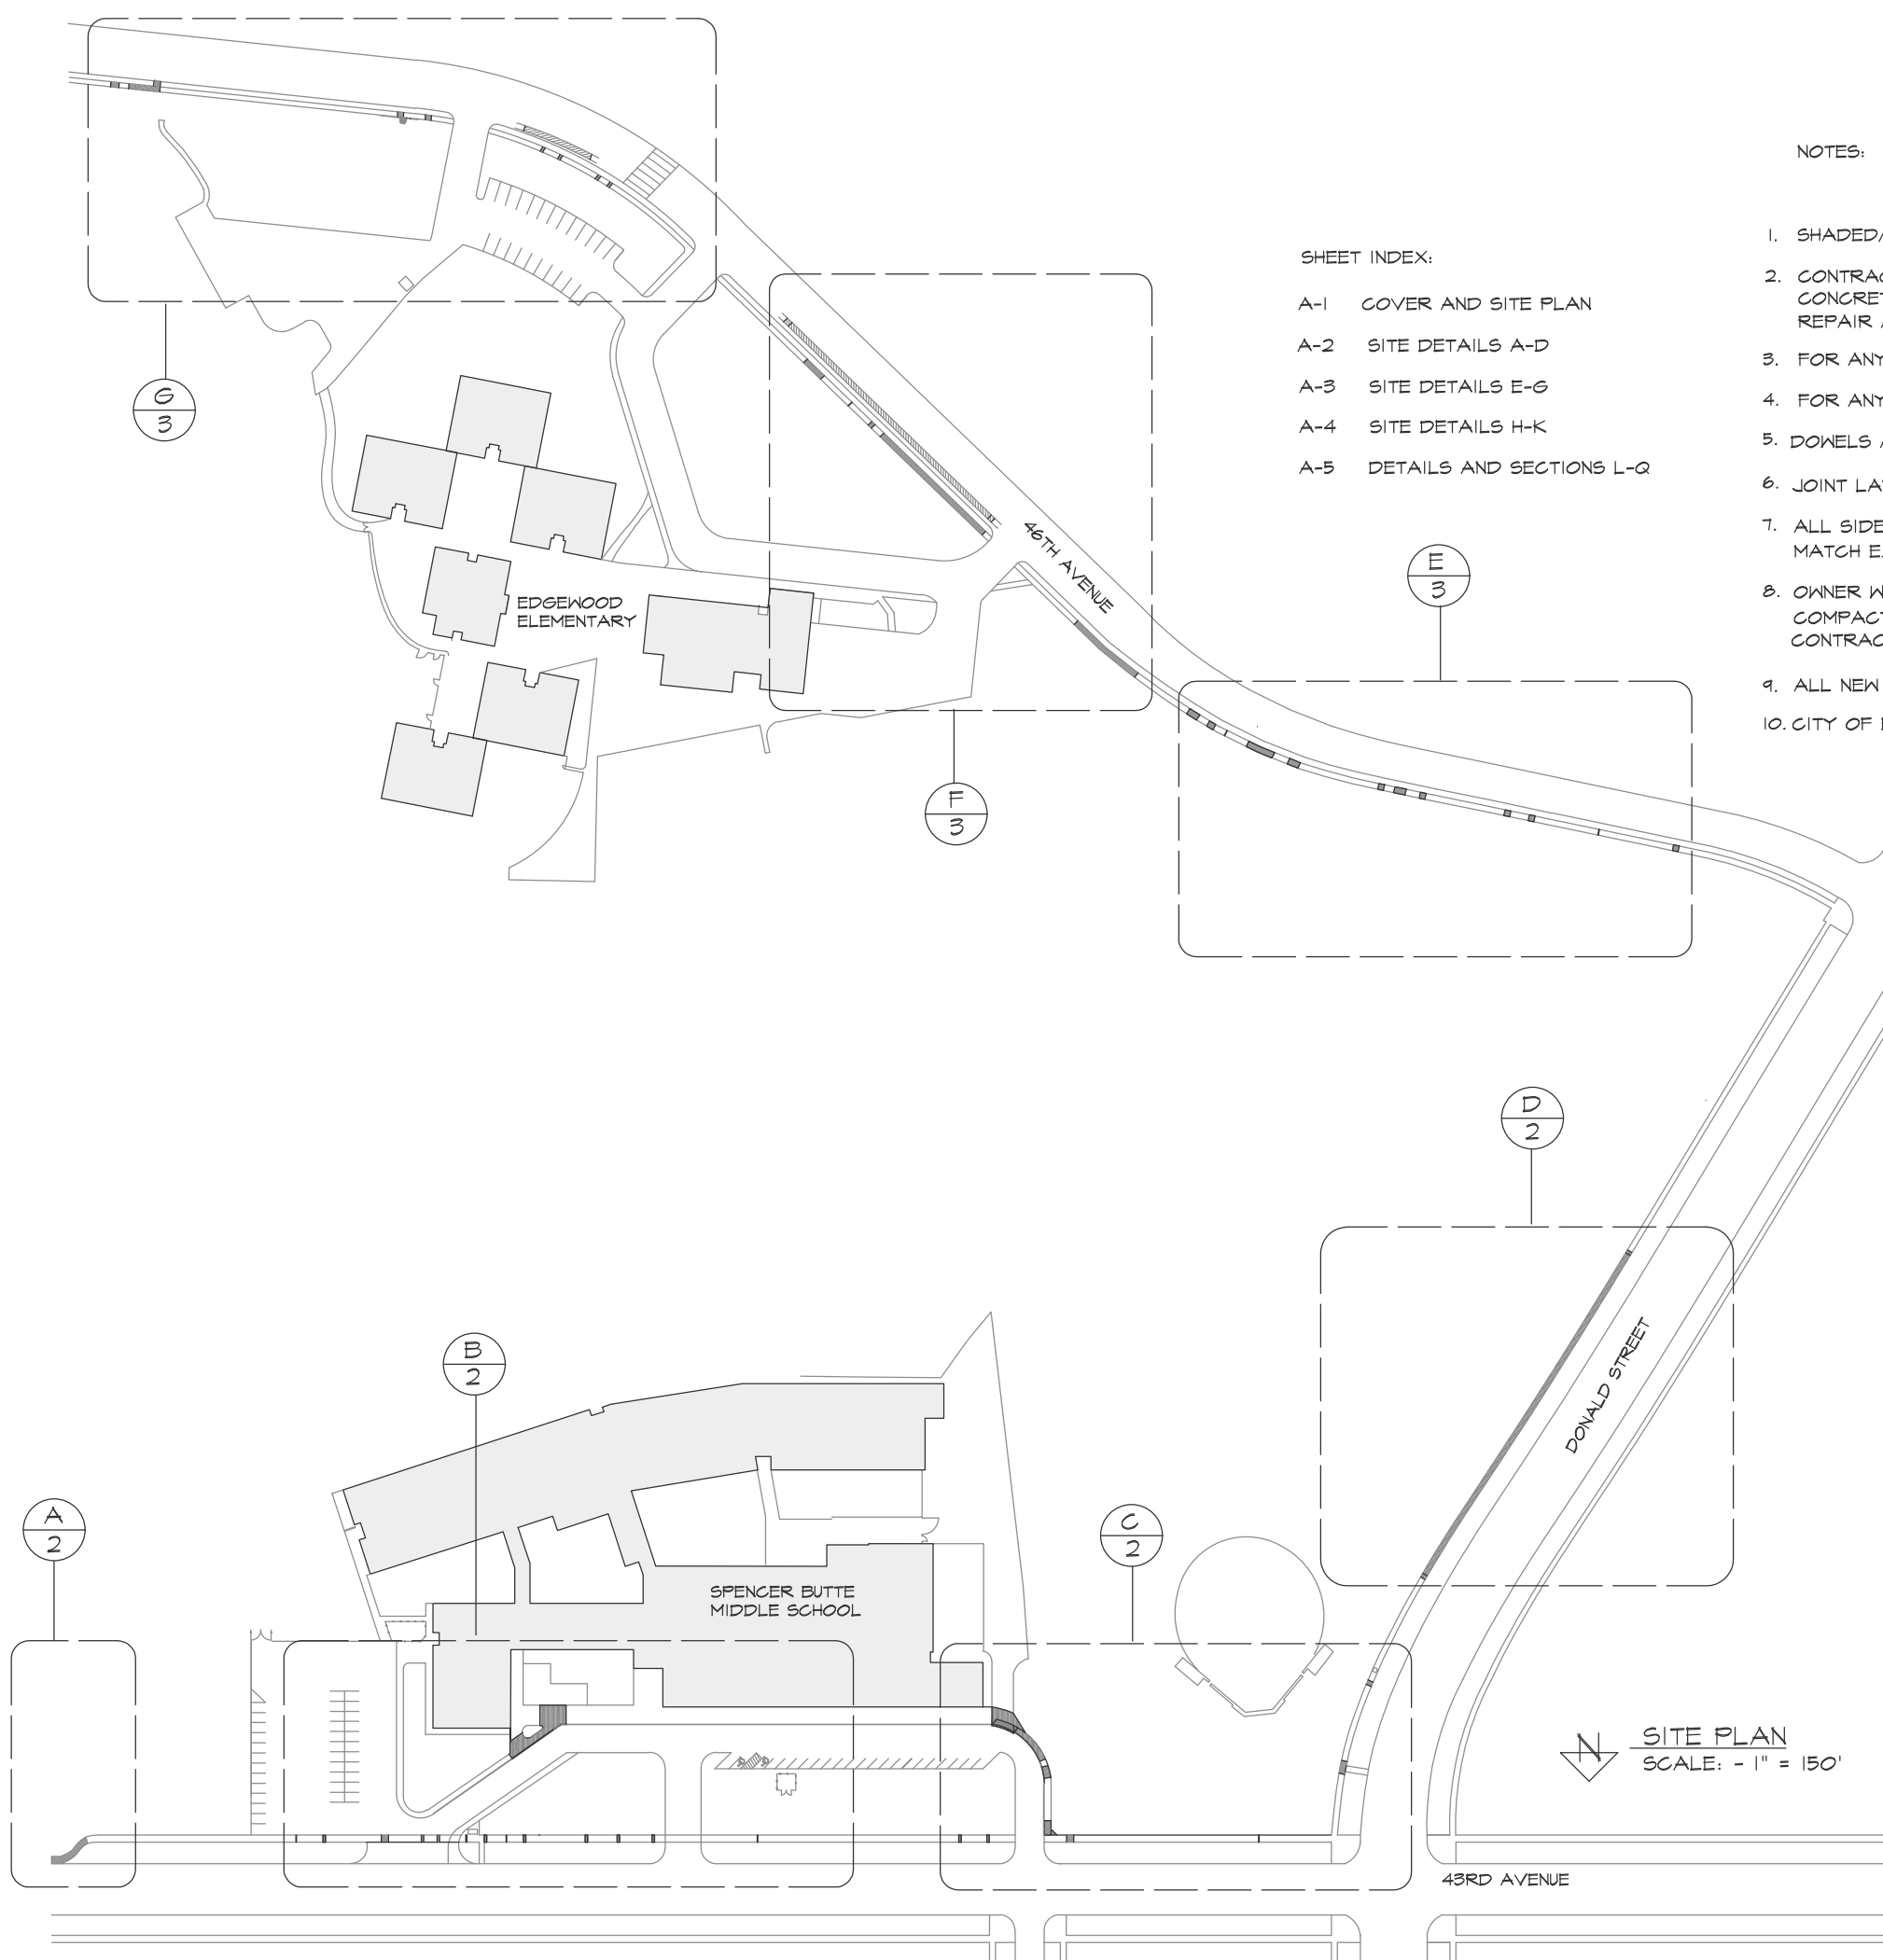 NOTES:
1. SHADED/
2. CONTRAC
CONCRET
REPAIR
3. FOR ANY
4. FOR ANY
5. DOWELS
6. JOINT LA
7. ALL SIDE
MATCH E
8. OWNER W
COMPACT
CONTRAC
9. ALL NEW
10. CITY OF
SHEET INDEX:
A-1 COVER AND SITE PLAN
A-2 SITE DETAILS A-D
A-3 SITE DETAILS E-G
A-4 SITE DETAILS H-K
A-5 DETAILS AND SECTIONS L-Q
G
3
46TH AVENUE
E
3
EDGEWOOD
ELEMENTARY
F
3
D
2
DONALD STREET
B
2
A
2
C
2
SPENCER BUTTE
MIDDLE SCHOOL
N
SITE PLAN
SCALE: - 1" = 150'
43RD AVENUE